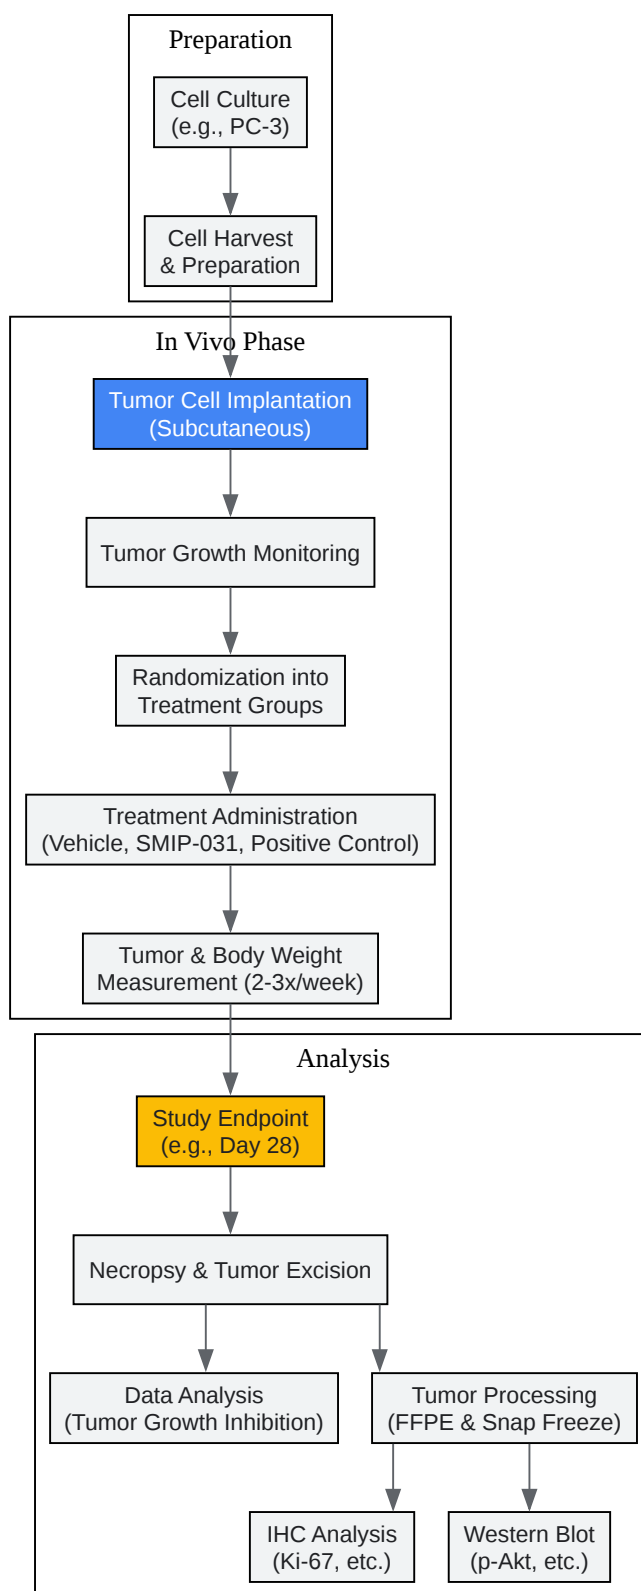 Preparation
Cell Culture
(e.g., PC-3)
Cell Harvest
& Preparation
In Vivo Phase
Tumor Cell Implantation
(Subcutaneous)
Tumor Growth Monitoring
Randomization into
Treatment Groups
Treatment Administration
(Vehicle, SMIP-031, Positive Control)
Tumor & Body Weight
Measurement (2-3x/week)
Analysis
Study Endpoint
(e.g., Day 28)
Necropsy & Tumor Excision
Data Analysis
(Tumor Growth Inhibition)
Tumor Processing
(FFPE & Snap Freeze)
IHC Analysis
(Ki-67, etc.)
Western Blot
(p-Akt, etc.)